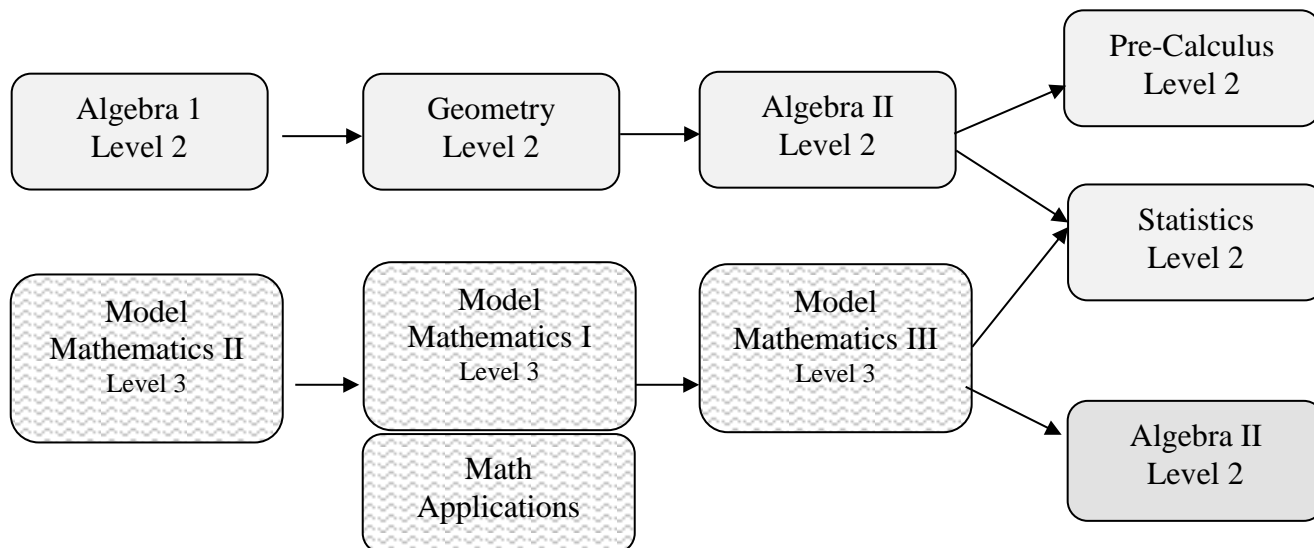 Algebra 1
Level 2
Geometry
Level 2
Algebra II
Level 2
Pre-Calculus
Level 2
Statistics
Level 2
Model
Mathematics II
Level 3
Model
Mathematics I
Level 3
Math
Applications
Model
Mathematics III
Level 3
Algebra II
Level 2